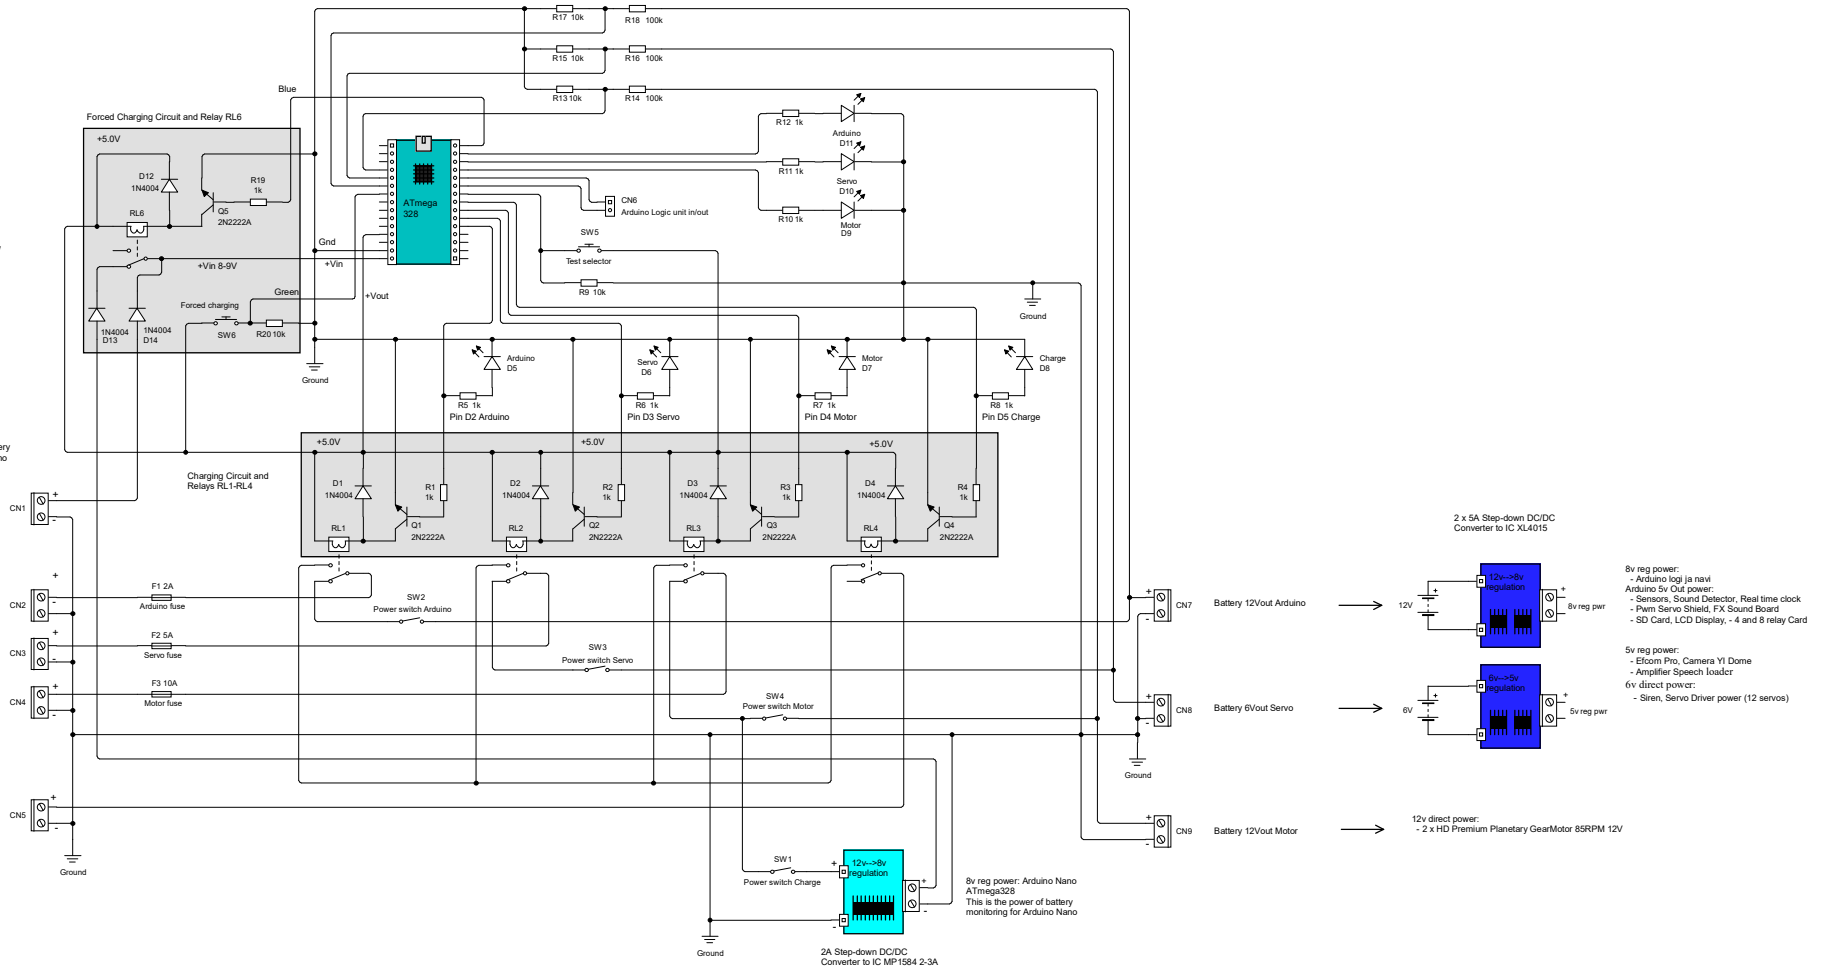 R17 10k
R18 100k
R15 10k
R16 100k
R13 10k
R14 100k
Blue
Forced Charging Circuit and Relay RL6
+5.0V
D12
1N4004
R19
1k
Q5
2N2222A
RL6
+Vin 8-9V
Gnd
+Vin
Green
+Vout
Forced charging
SW6
R20 10k
1N4004
D13
1N4004
D14
Ground
ATmega
328
R12 1k
Arduino
D11
R11 1k
Servo
D10
R10 1k
Motor
D9
CN6
Arduino Logic unit in/out
SW5
Test selector
R9 10k
Ground
Arduino
D5
R5 1k
Pin D2 Arduino
Servo
D6
R6 1k
Pin D3 Servo
Motor
D7
R7 1k
Pin D4 Motor
Charge
D8
R8 1k
Pin D5 Charge
ery
no
Charging Circuit and
Relays RL1-RL4
+5.0V
+5.0V
+5.0V
D1
1N4004
R1
1k
RL1
Q1
2N2222A
D2
1N4004
R2
1k
RL2
Q2
2N2222A
D3
1N4004
R3
1k
RL3
Q3
2N2222A
D4
1N4004
R4
1k
RL4
Q4
2N2222A
CN1
+
-
CN2
+
-
F1 2A
Arduino fuse
CN3
+
-
F2 5A
Servo fuse
CN4
+
-
F3 10A
Motor fuse
CN5
+
-
Ground
SW2
Power switch Arduino
SW3
Power switch Servo
SW4
Power switch Motor
SW1
Power switch Charge
Ground
+
-
12v-->8v
regulation
+
-
2A Step-down DC/DC
Converter to IC MP1584 2-3A
8v reg power: Arduino Nano
ATmega328
This is the power of battery
monitoring for Arduino Nano
+
-
CN7
Battery 12Vout Arduino
+
-
CN8
Battery 6Vout Servo
Ground
+
-
CN9
Battery 12Vout Motor
2 x 5A Step-down DC/DC
Converter to IC XL4015
12V
+
12v-->8v
regulation
+
-
8v reg pwr
6V
+
6v-->5v
regulation
+
-
5v reg pwr
8v reg power:
- Arduino logi ja navi
Arduino 5v Out power:
- Sensors, Sound Detector, Real time clock
- Pwm Servo Shield, FX Sound Board
- SD Card, LCD Display, - 4 and 8 relay Card
5v reg power:
- Efcom Pro, Camera YI Dome
- Amplifier Speech loader
6v direct power:
- Siren, Servo Driver power (12 servos)
12v direct power:
- 2 x HD Premium Planetary GearMotor 85RPM 12V